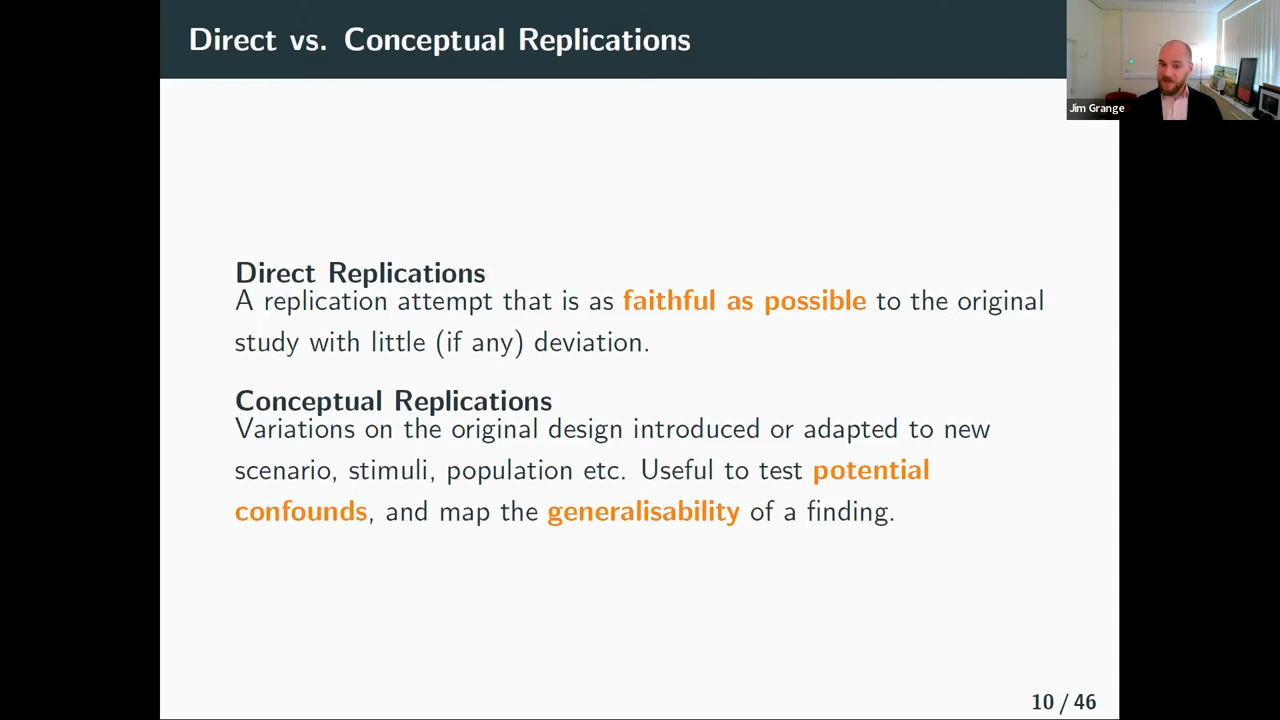 Direct vs. Conceptual Replications
Jim Grange
Direct Replications
A replication attempt that is as faithful as possible to the original
study with little (if any) deviation.
Conceptual Replications
Variations on the original design introduced or adapted to new
scenario, stimuli, population etc. Useful to test potential
confounds, and map the generalisability of a finding.
10 / 46